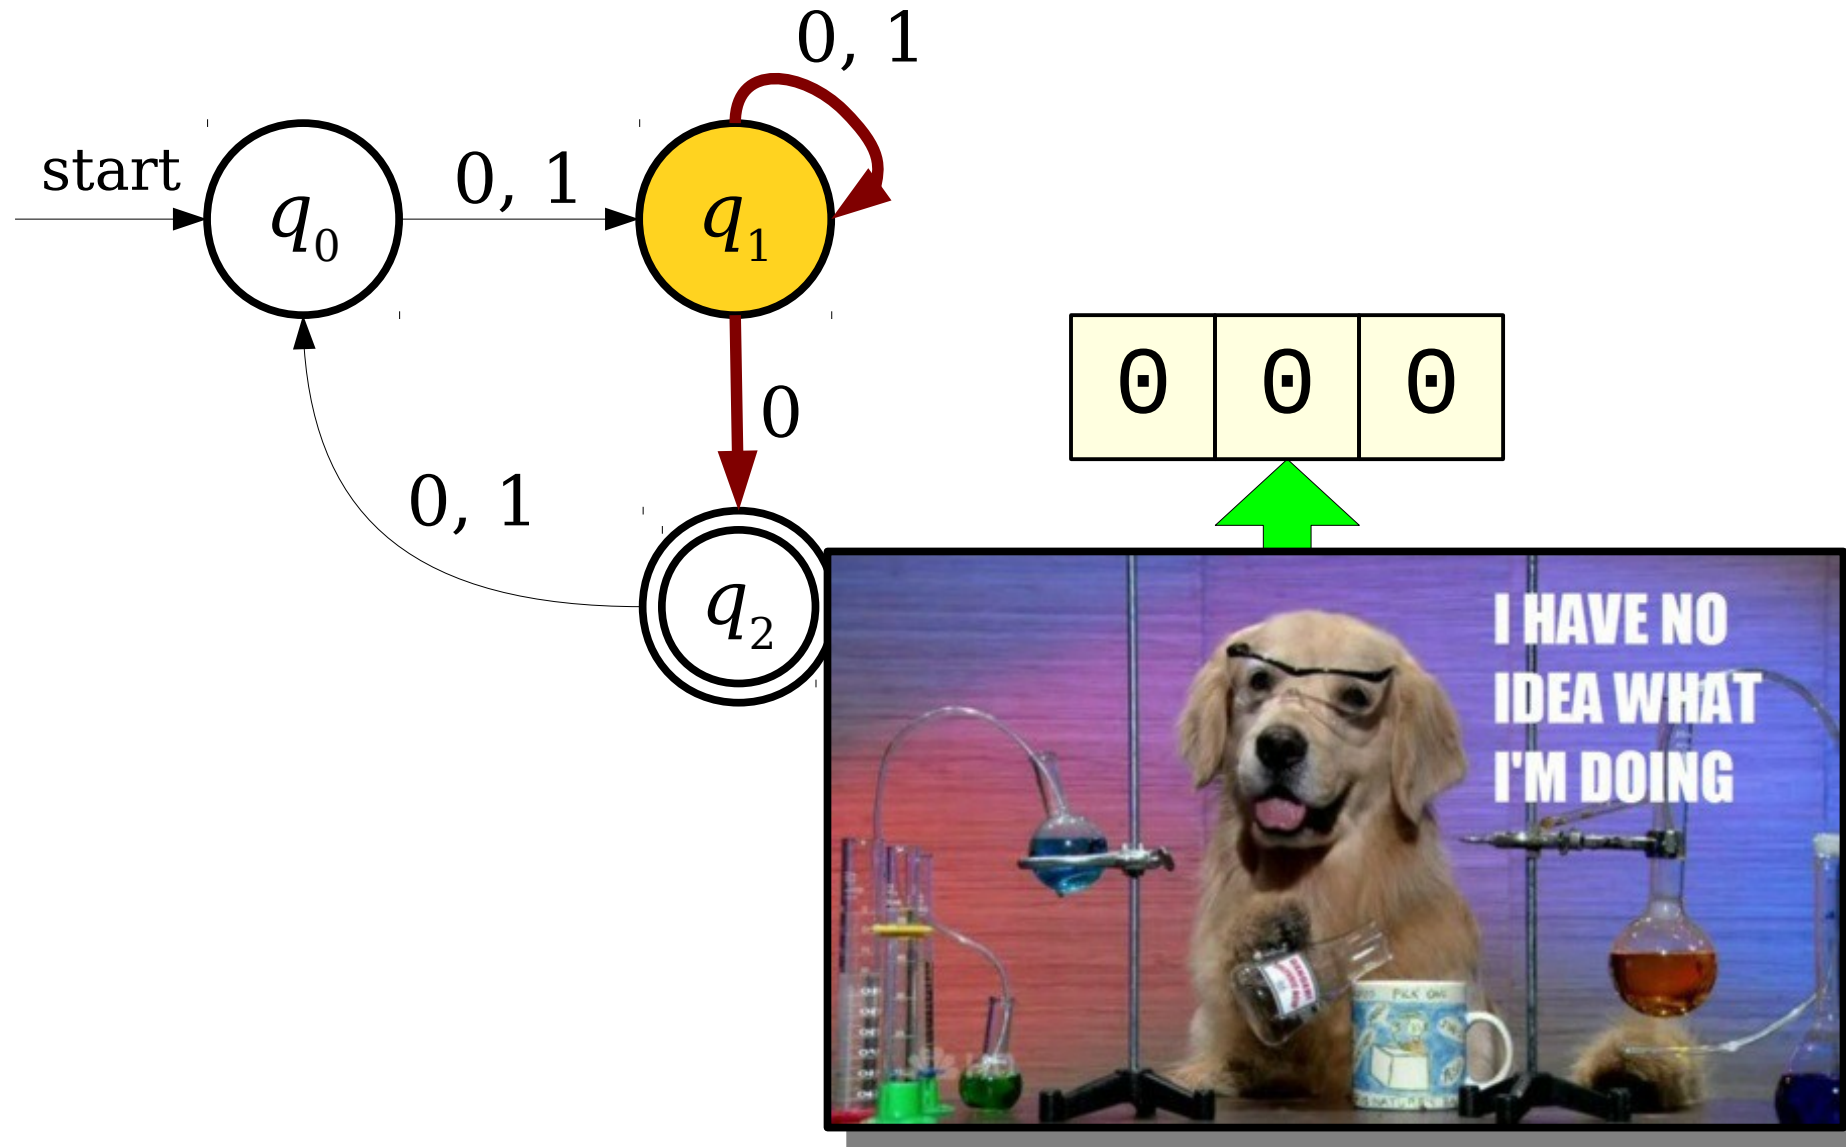 0, 1
start
q0
0, 1
q1
0
0, 1
q2
0 0 0
I HAVE NO
IDEA WHAT
I'M DOING